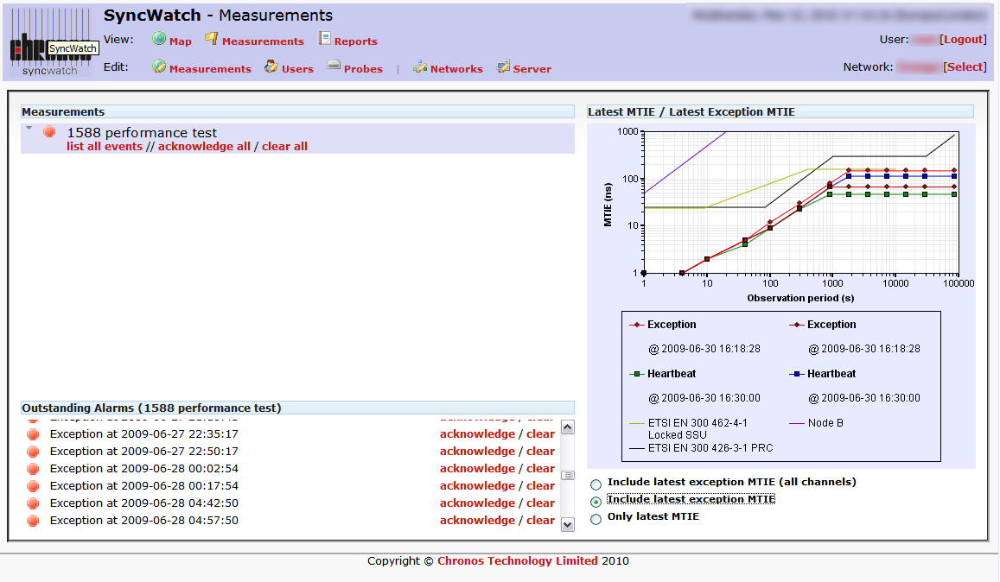 SyncWatch - Measurements
View: Map Measurements Reports
User: [Logout]
SyncWatch
syncwatch
Edit: Measurements Users Probes | Networks Server
Network: [Select]
Measurements
1588 performance test
list all events // acknowledge all / clear all
Outstanding Alarms (1588 performance test)
Exception at 2009-06-27 22:35:17 acknowledge / clear
Exception at 2009-06-27 22:50:17 acknowledge / clear
Exception at 2009-06-28 00:02:54 acknowledge / clear
Exception at 2009-06-28 00:17:54 acknowledge / clear
Exception at 2009-06-28 04:42:50 acknowledge / clear
Exception at 2009-06-28 04:57:50 acknowledge / clear
Latest MTIE / Latest Exception MTIE
1000
100
10
1
MTIE (ns)
1 10 100 1000 10000 100000
Observation period (s)
Exception Exception
@ 2009-06-30 16:18:28 @ 2009-06-30 16:18:28
Heartbeat Heartbeat
@ 2009-06-30 16:30:00 @ 2009-06-30 16:30:00
ETSI EN 300 462-4-1 Node B
Locked SSU
ETSI EN 300 426-3-1 PRC
Include latest exception MTIE (all channels)
Include latest exception MTIE
Only latest MTIE
Copyright © Chronos Technology Limited 2010